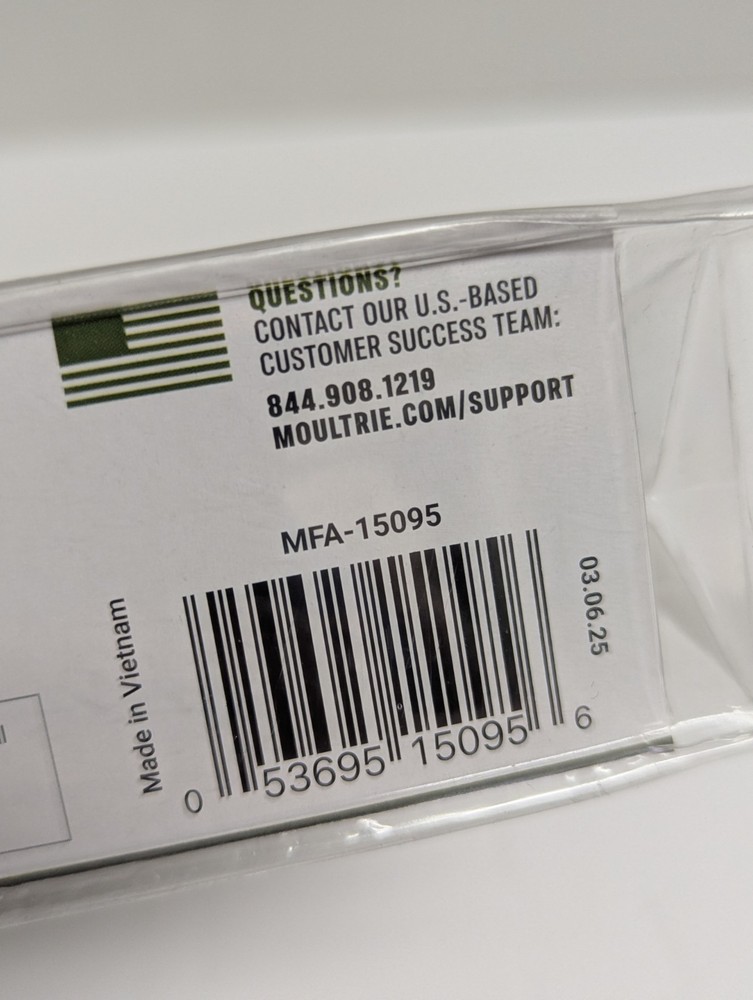 QUESTIONS?
CONTACT OUR U.S.-BASED
CUSTOMER SUCCESS TEAM:
844.908.1219
MOULTRIE.COM/SUPPORT
MFA-15095
Made in Vietnam
03.06.25
0 53695 15095 6